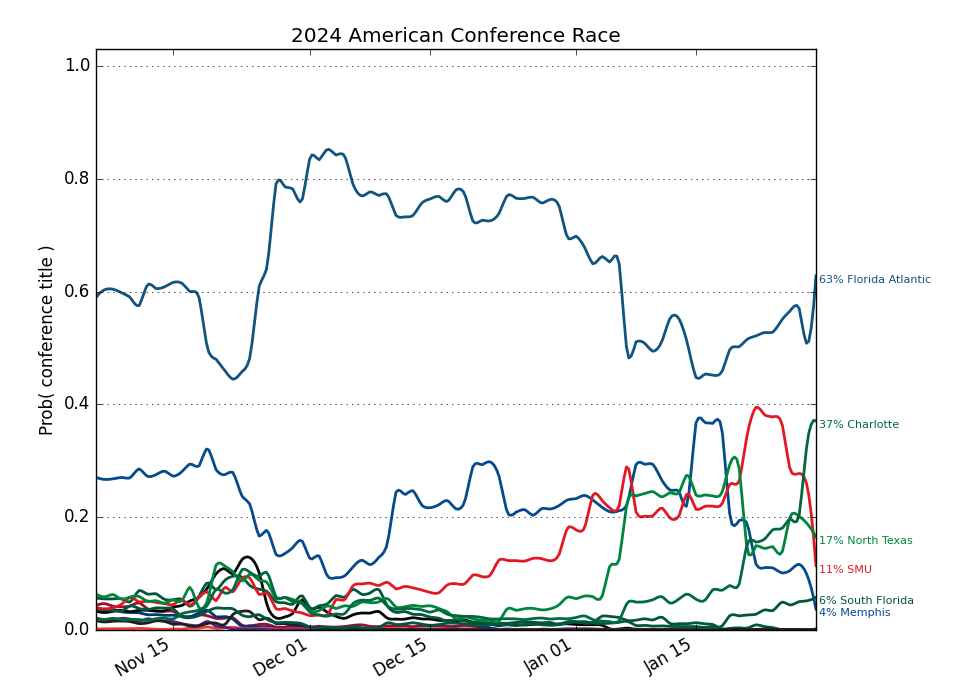 2024 American Conference Race
1.0
0.8
0.6
0.4
0.2
0.0
Prob( conference title )
63% Florida Atlantic
37% Charlotte
17% North Texas
11% SMU
6% South Florida
4% Memphis
Nov 15
Dec 01
Dec 15
Jan 01
Jan 15